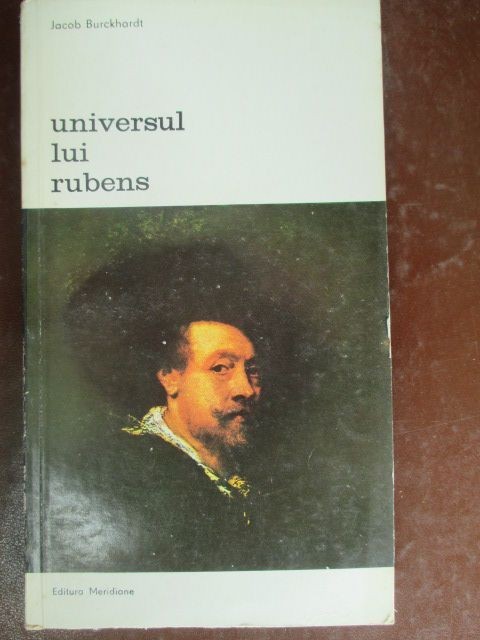 Jacob Burckhardt
universul
lui
rubens
Editura Meridiane